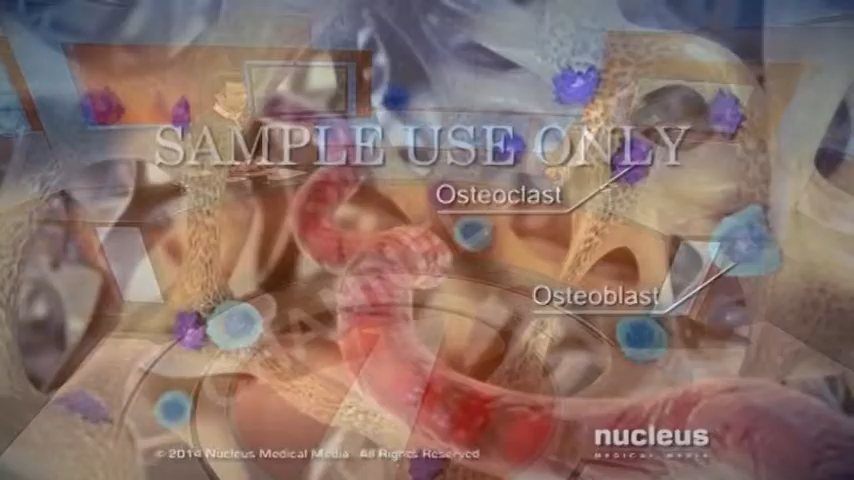 SAMPLE USE ONLY
Osteoclast
Osteoblast
nucleus
MEDICAL MEDIA
© 2014 Nucleus Medical Media All Rights Reserved